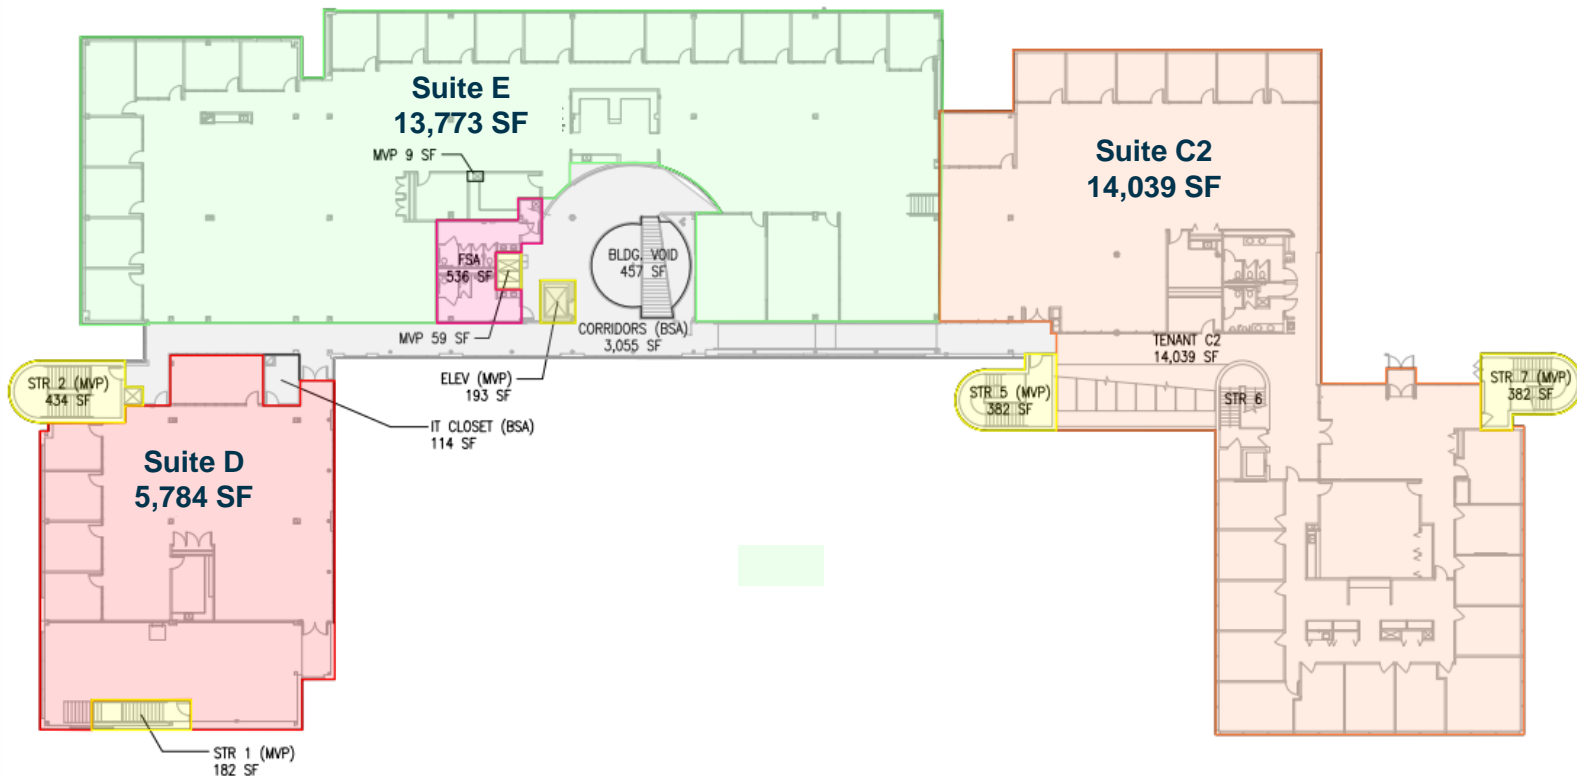 Suite E
13,773 SF
MVP 9 SF
Suite C2
14,039 SF
FSA
536 SF
BLDG. VOID
457 SF
MVP 59 SF
CORRIDORS (BSA)
3,055 SF
TENANT C2
14,039 SF
ELEV (MVP)
193 SF
STR 2 (MVP)
434 SF
STR 5 (MVP)
382 SF
STR 6
STR 7 (MVP)
382 SF
IT CLOSET (BSA)
114 SF
Suite D
5,784 SF
STR 1 (MVP)
182 SF